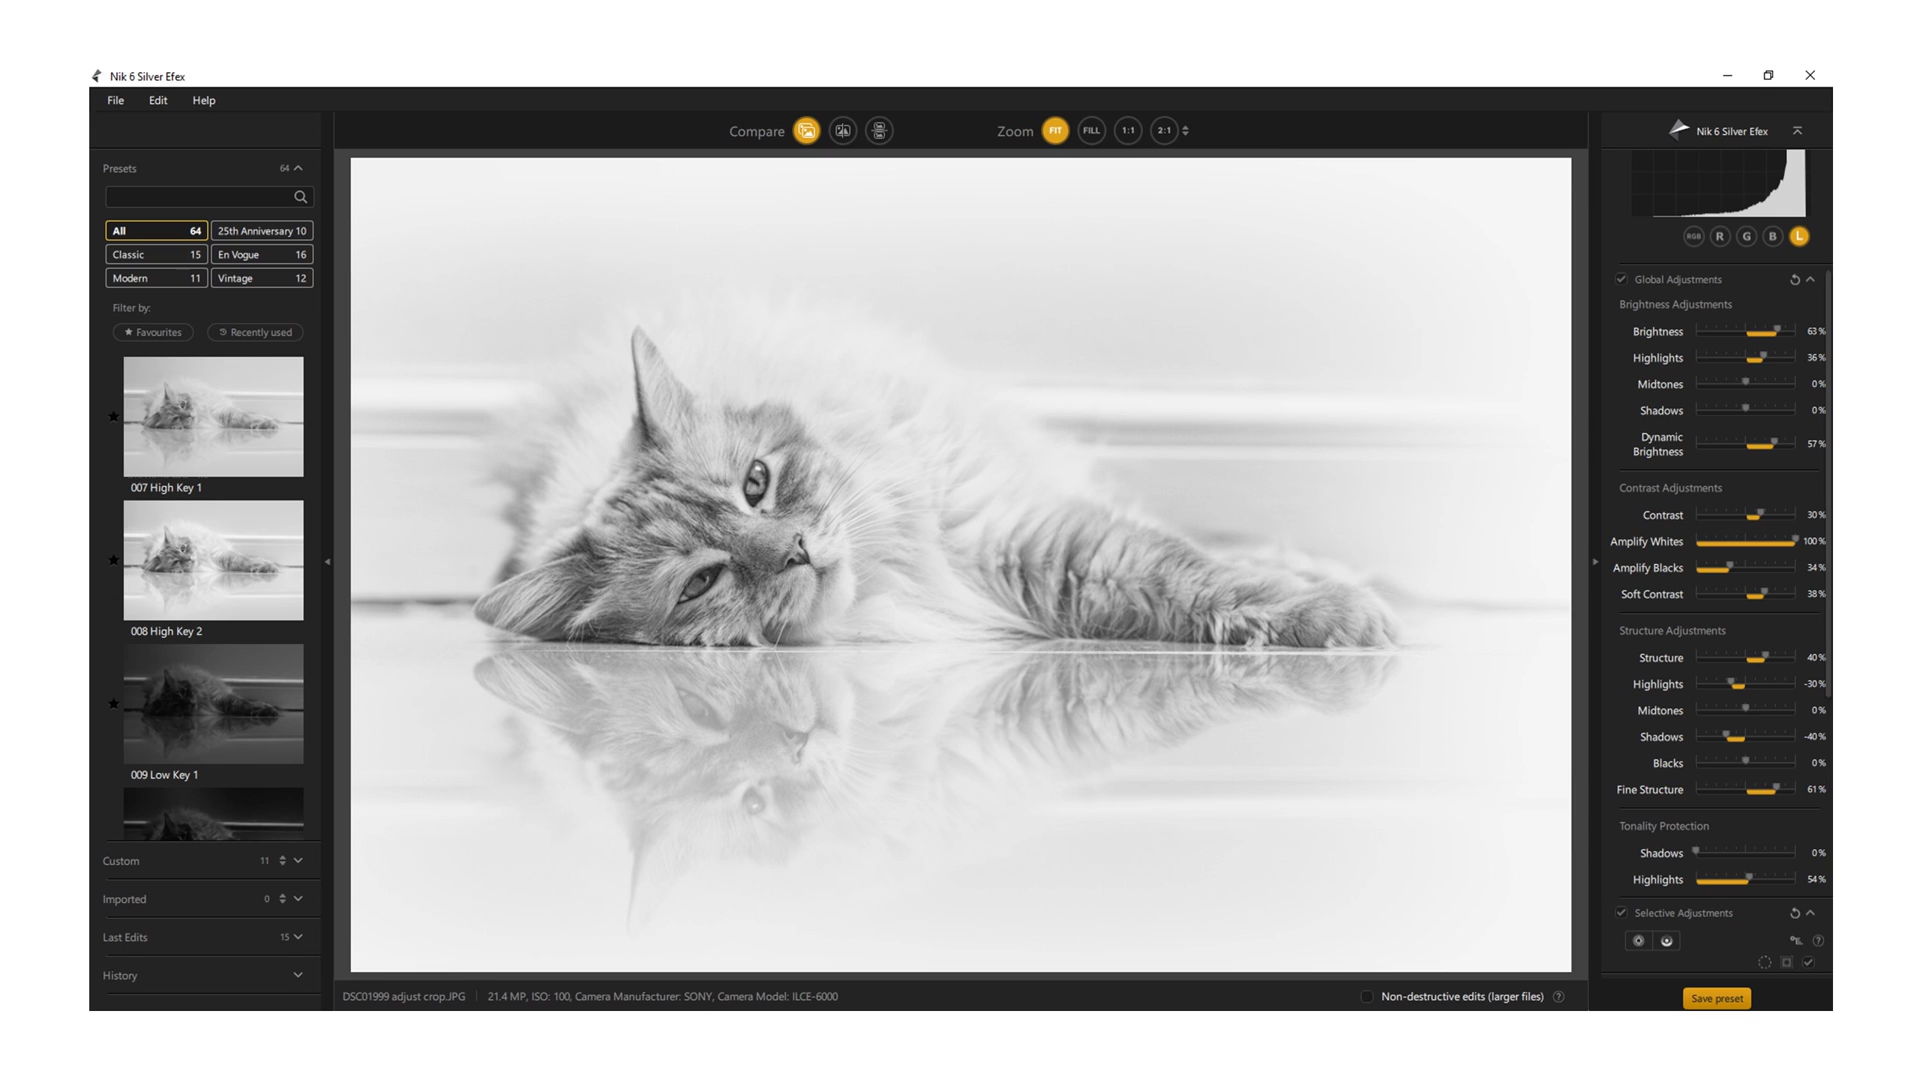 Nik 6 Silver Efex
File Edit Help
Compare Zoom FIT FILL 1:1 2:1
Nik 6 Silver Efex
Presets 64
All 64
25th Anniversary 10
Classic 15
En Vogue 16
Modern 11
Vintage 12
Filter by:
Favourites Recently used
007 High Key 1
008 High Key 2
009 Low Key 1
Custom 11
Imported 0
Last Edits 15
History
DSC01999 adjust crop.JPG 21.4 MP, ISO: 100, Camera Manufacturer: SONY, Camera Model: ILCE-6000
Non-destructive edits (larger files) ?
RGB R G B L
Global Adjustments
Brightness Adjustments
Brightness 63%
Highlights 36%
Midtones 0%
Shadows 0%
Dynamic
Brightness 57%
Contrast Adjustments
Contrast 30%
Amplify Whites 100%
Amplify Blacks 34%
Soft Contrast 38%
Structure Adjustments
Structure 40%
Highlights -30%
Midtones 0%
Shadows -40%
Blacks 0%
Fine Structure 61%
Tonality Protection
Shadows 0%
Highlights 54%
Selective Adjustments
?
Save preset